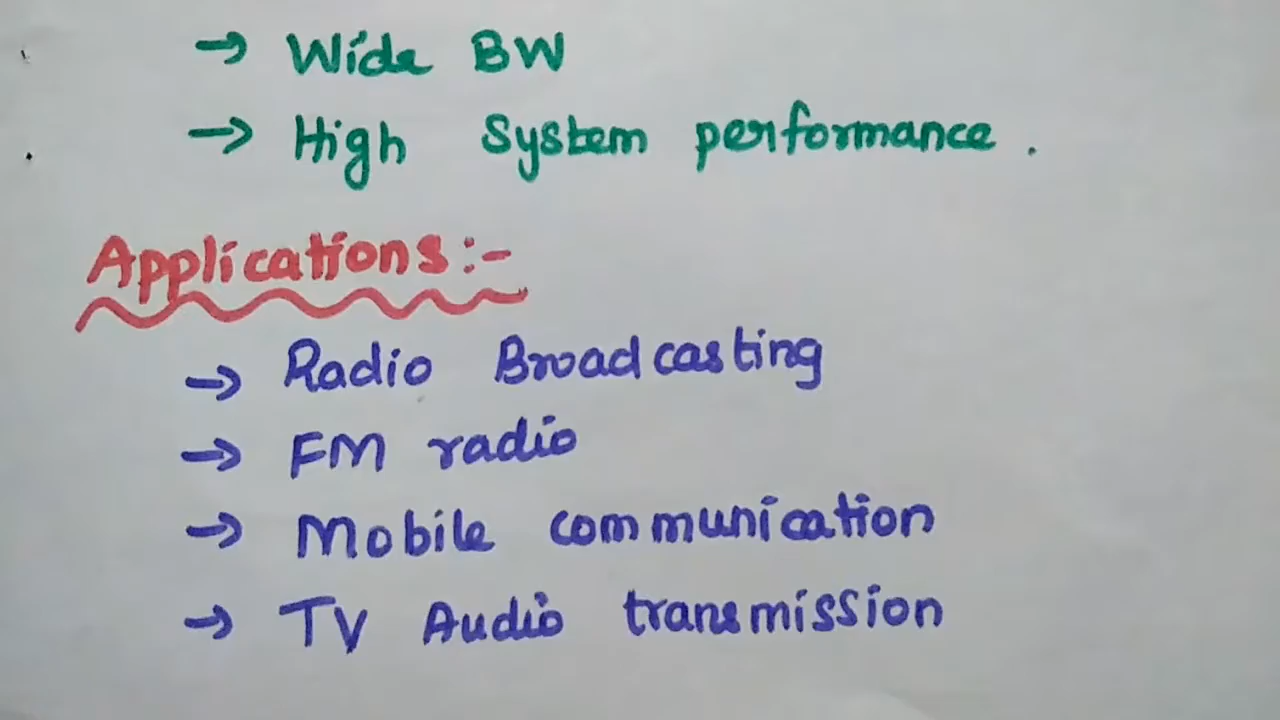 → Wide BW
→ High System performance.
Applications:-
→ Radio Broadcasting
→ FM radio
→ Mobile communication
→ TV Audio transmission